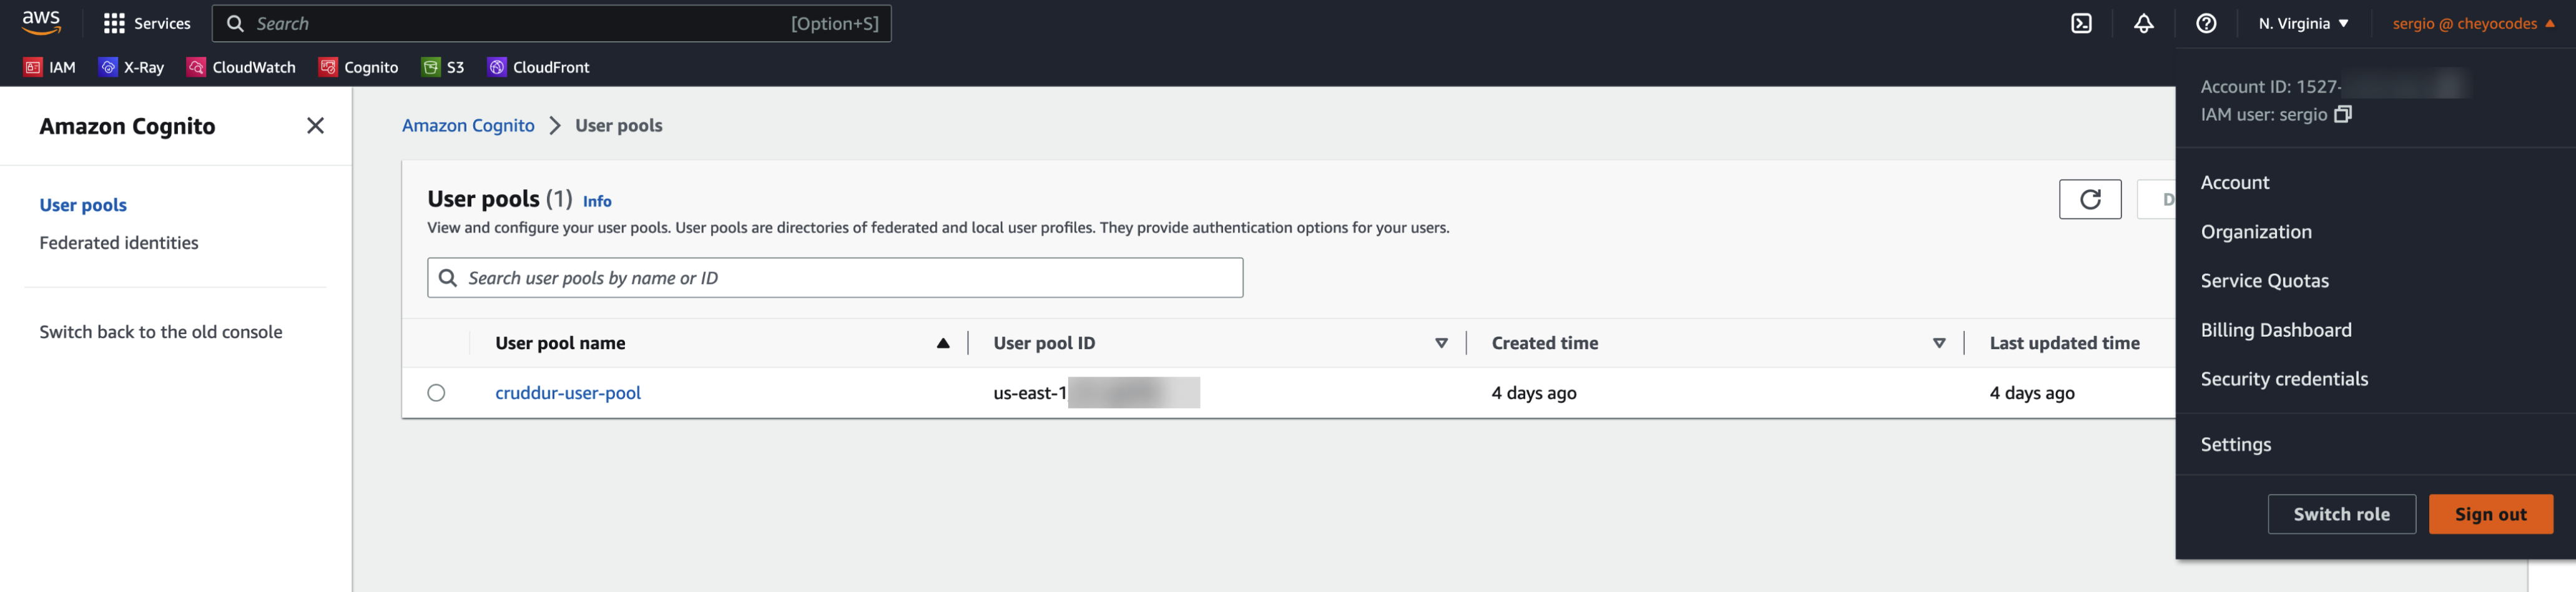 aws Services Search [Option+S] N. Virginia sergio @ cheyocodes
IAM X-Ray CloudWatch Cognito S3 CloudFront
Amazon Cognito
User pools
Federated identities
Switch back to the old console
Amazon Cognito > User pools
User pools (1) Info
View and configure your user pools. User pools are directories of federated and local user profiles. They provide authentication options for your users.
Search user pools by name or ID
User pool name User pool ID Created time Last updated time
cruddur-user-pool us-east-1 4 days ago 4 days ago
D
Account ID: 1527-
IAM user: sergio
Account
Organization
Service Quotas
Billing Dashboard
Security credentials
Settings
Switch role Sign out